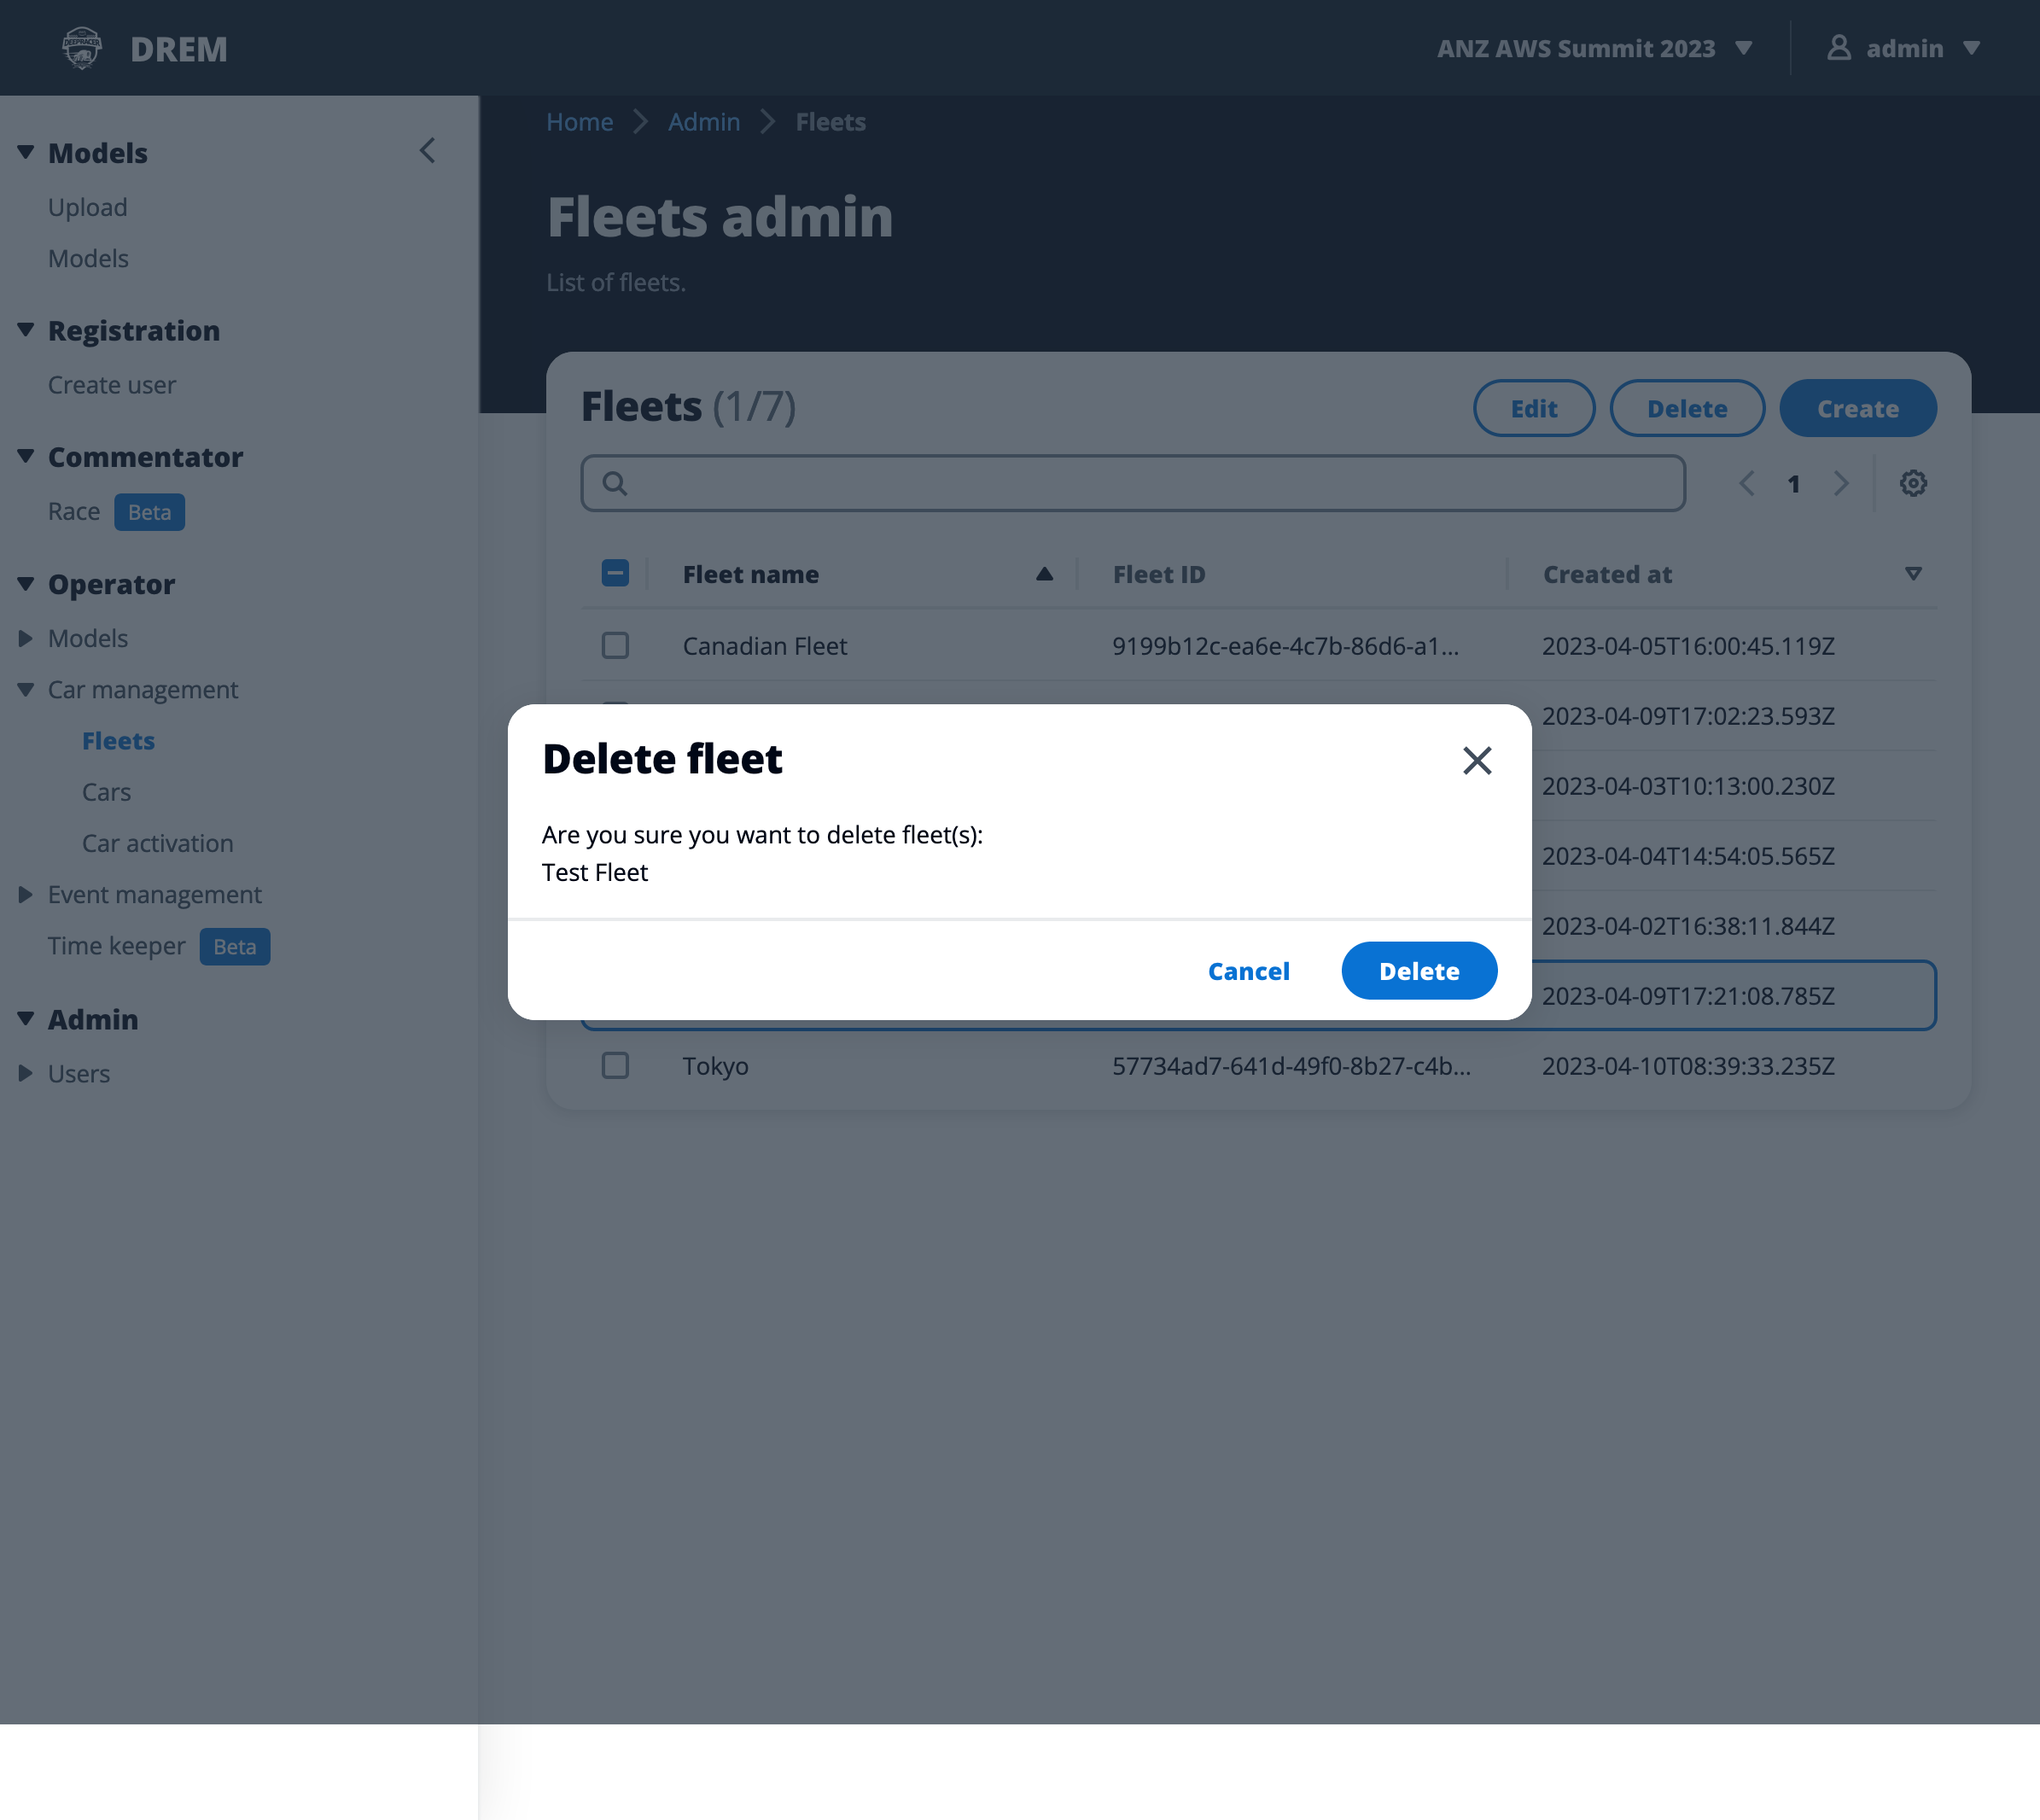 DREM
ANZ AWS Summit 2023
admin
Models
Upload
Models
Registration
Create user
Commentator
Race Beta
Operator
Models
Car management
Fleets
Cars
Car activation
Event management
Time keeper Beta
Admin
Users
Home Admin Fleets
Fleets admin
List of fleets.
Fleets (1/7)
Edit Delete Create
1
Fleet name Fleet ID Created at
Canadian Fleet 9199b12c-ea6e-4c7b-86d6-a1... 2023-04-05T16:00:45.119Z
2023-04-09T17:02:23.593Z
2023-04-03T10:13:00.230Z
2023-04-04T14:54:05.565Z
2023-04-02T16:38:11.844Z
2023-04-09T17:21:08.785Z
Tokyo 57734ad7-641d-49f0-8b27-c4b... 2023-04-10T08:39:33.235Z
Delete fleet
Are you sure you want to delete fleet(s):
Test Fleet
Cancel Delete